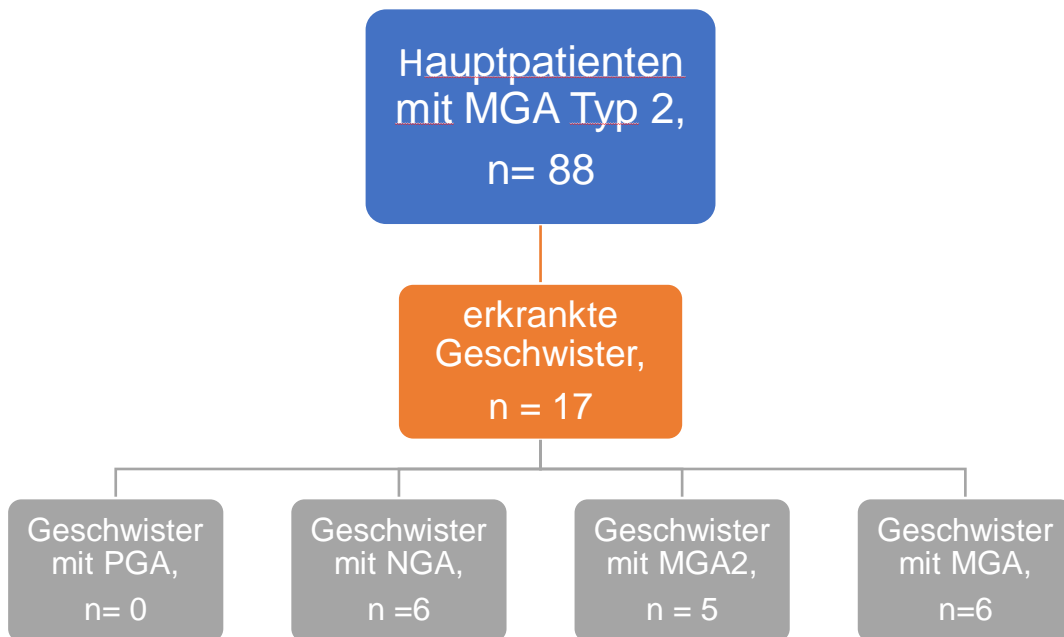 Hauptpatienten
mit MGA Typ 2,
n= 88
erkrankte
Geschwister,
n = 17
Geschwister
mit PGA,
n= 0
Geschwister
mit NGA,
n =6
Geschwister
mit MGA2,
n = 5
Geschwister
mit MGA,
n=6